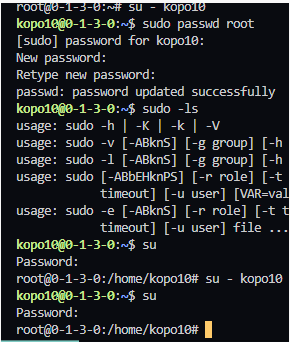 root@0-1-3-0:~# su - kopo10
kopo10@0-1-3-0:~$ sudo passwd root
[sudo] password for kopo10:
New password:
Retype new password:
passwd: password updated successfully
kopo10@0-1-3-0:~$ sudo -ls
usage: sudo -h | -K | -k | -V
usage: sudo -v [-ABknS] [-g group] [-h
usage: sudo -l [-ABknS] [-g group] [-h
usage: sudo [-ABbEHknPS] [-r role] [-t
timeout] [-u user] [VAR=val
usage: sudo -e [-ABknS] [-r role] [-t t
timeout] [-u user] file ...
kopo10@0-1-3-0:~$ su
Password:
root@0-1-3-0:/home/kopo10# su - kopo10
kopo10@0-1-3-0:~$ su
Password:
root@0-1-3-0:/home/kopo10#